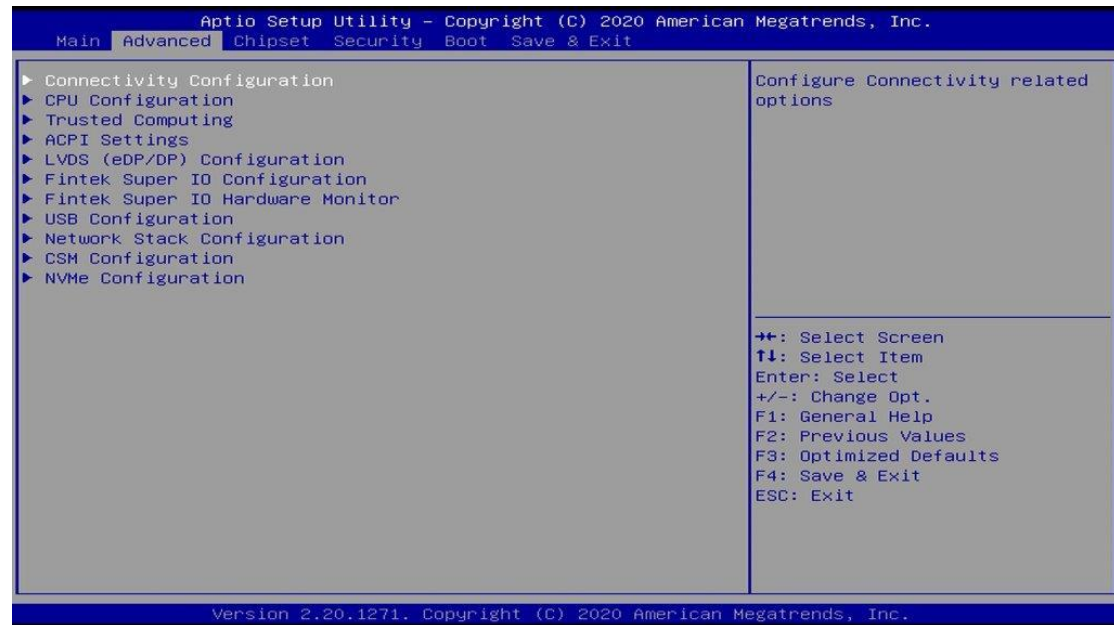 Aptio Setup Utility – Copyright (C) 2020 American Megatrends, Inc.
Main Advanced Chipset Security Boot Save & Exit
► Connectivity Configuration
► CPU Configuration
► Trusted Computing
► ACPI Settings
► LVDS (eDP/DP) Configuration
► Fintek Super IO Configuration
► Fintek Super IO Hardware Monitor
► USB Configuration
► Network Stack Configuration
► CSM Configuration
► NVMe Configuration
Configure Connectivity related
options
→←: Select Screen
↑↓: Select Item
Enter: Select
+/-: Change Opt.
F1: General Help
F2: Previous Values
F3: Optimized Defaults
F4: Save & Exit
ESC: Exit
Version 2.20.1271. Copyright (C) 2020 American Megatrends, Inc.